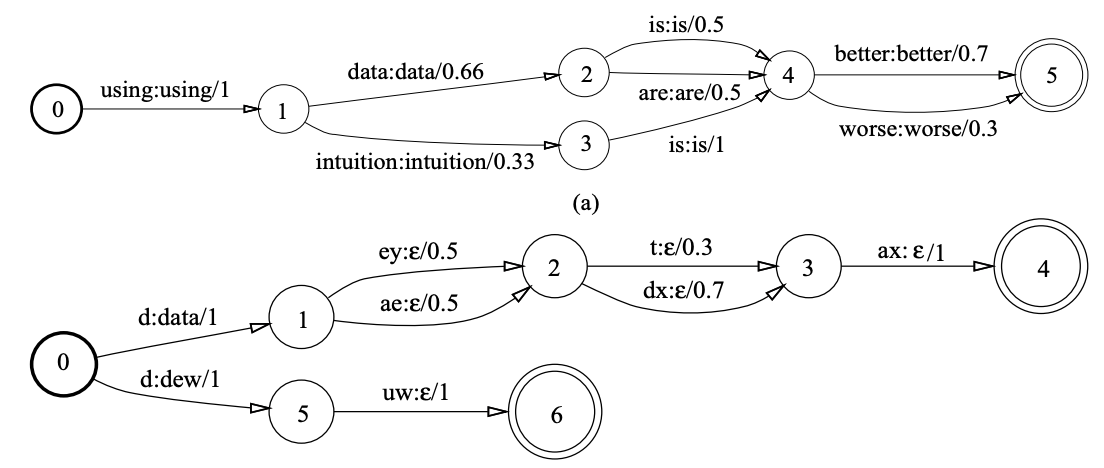 is:is/0.5
better:better/0.7
data:data/0.66
using:using/1
0
1
2
4
5
are:are/0.5
3
worse:worse/0.3
is:is/1
intuition:intuition/0.33
(a)
ey:ε/0.5
t:ε/0.3
ax: ε/1
2
3
4
dx:ε/0.7
ae:ε/0.5
d:data/1
1
0
d:dew/1
uw:ε/1
5
6